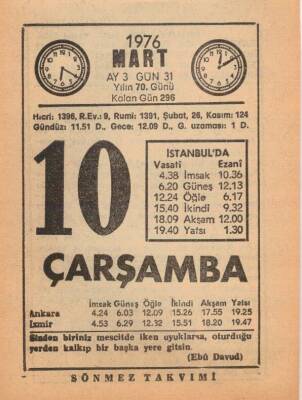 1976
MART
AY 3 GÜN 31
Yılın 70. Günü
Kalan Gün 296
Hicri: 1396, R.Ev.: 9, Rumi: 1391, Şubat, 26, Kasım: 124
Gündüz: 11.51 D., Gece: 12.09 D., G. uzaması: 1 D.
10
İSTANBUL'DA
Vasatî Ezanî
4.38 İmsak 10.36
6.20 Güneş 12.13
12.24 Öğle 6.17
15.40 İkindi 9.32
18.09 Akşam 12.00
19.40 Yatsı 1.30
ÇARŞAMBA
İmsak Güneş Öğle İkindi Akşam Yatsı
Ankara 4.24 6.03 12.09 15.26 17.55 19.25
İzmir 4.53 6.29 12.32 15.51 18.20 19.47
Sizden biriniz mescitde iken uyuklarsa, oturduğu
yerden kalkıp bir başka yere gitsin.
(Ebû Davud)
SÖNMEZ TAKVİMİ